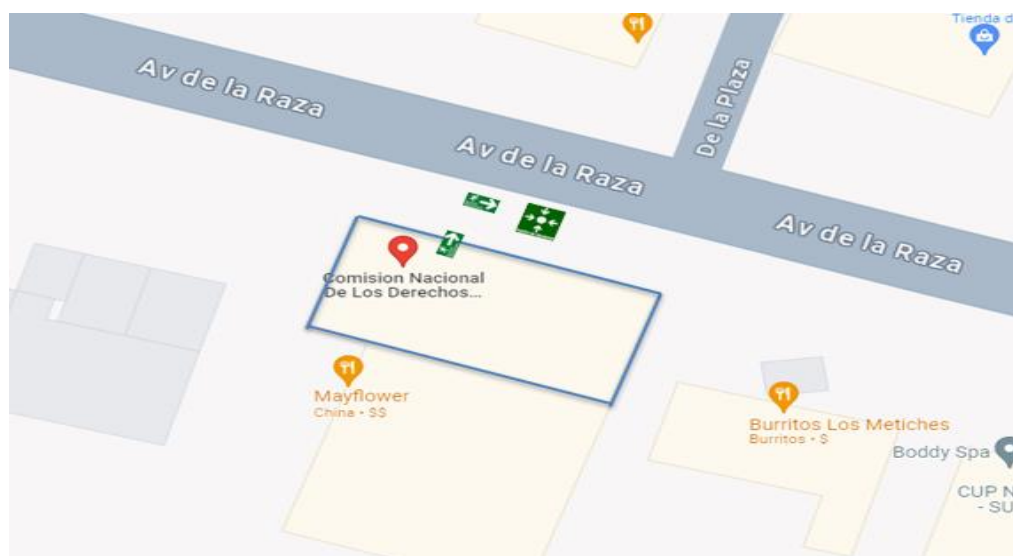 Tienda d
Av de la Raza
De la Plaza
Av de la Raza
Av de la Raza
Comision Nacional
De Los Derechos...
Mayflower
China • $$
Burritos Los Metiches
Burritos • $
Boddy Spa
CUP N
- SU